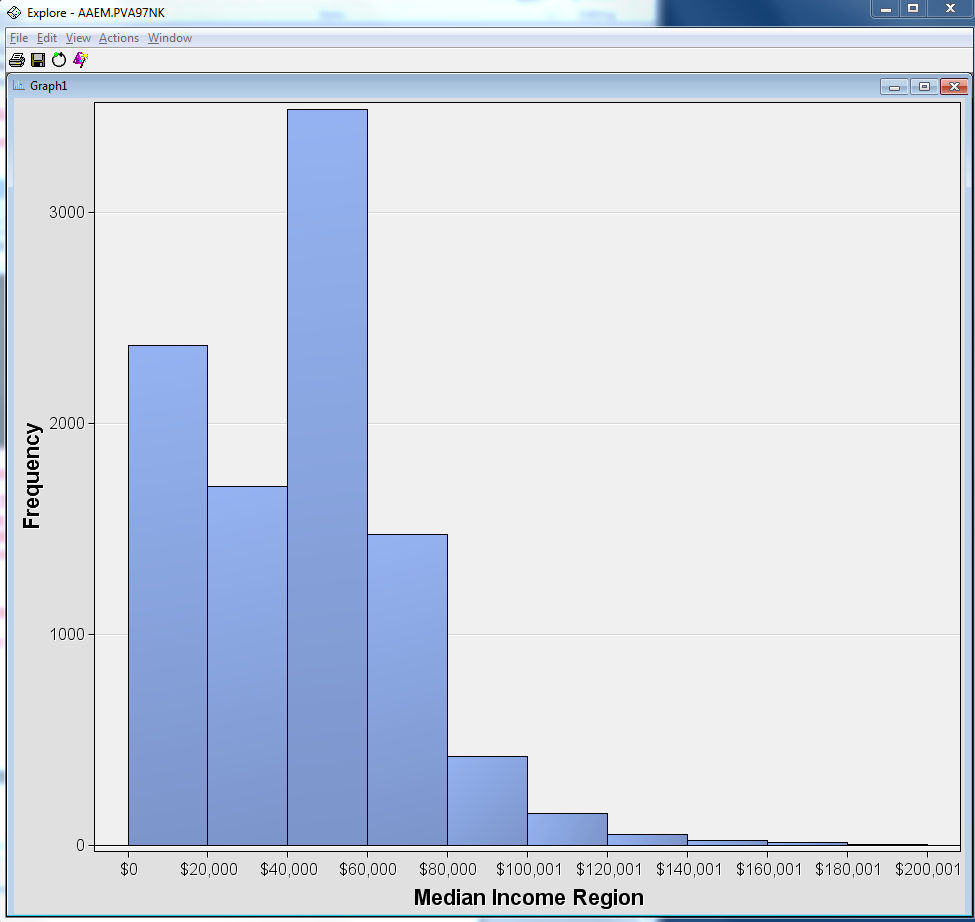 Explore - AAEM.PVA97NK
File Edit View Actions Window
Graph1
3000
2000
1000
0
Frequency
$0 $20,000 $40,000 $60,000 $80,000 $100,001 $120,001 $140,001 $160,001 $180,001 $200,001
Median Income Region